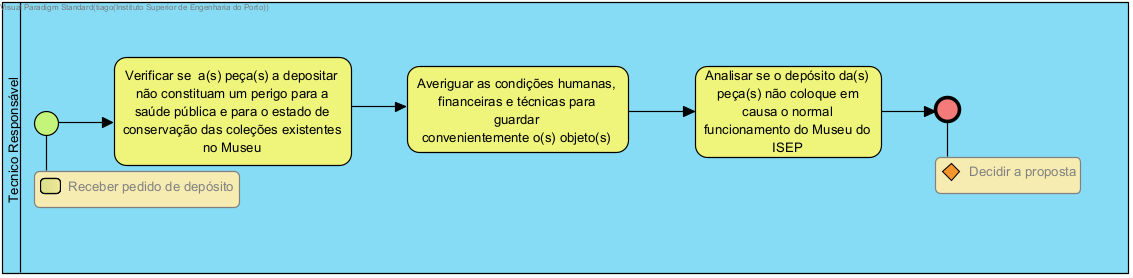 Visual Paradigm Standard(tiago(Instituto Superior de Engenharia do Porto))
Tecnico Responsável
Receber pedido de depósito
Verificar se a(s) peça(s) a depositar
não constituam um perigo para a
saúde pública e para o estado de
conservação das coleções existentes
no Museu
Averiguar as condições humanas,
financeiras e técnicas para
guardar
convenientemente o(s) objeto(s)
Analisar se o depósito da(s)
peça(s) não coloque em
causa o normal
funcionamento do Museu do
ISEP
Decidir a proposta